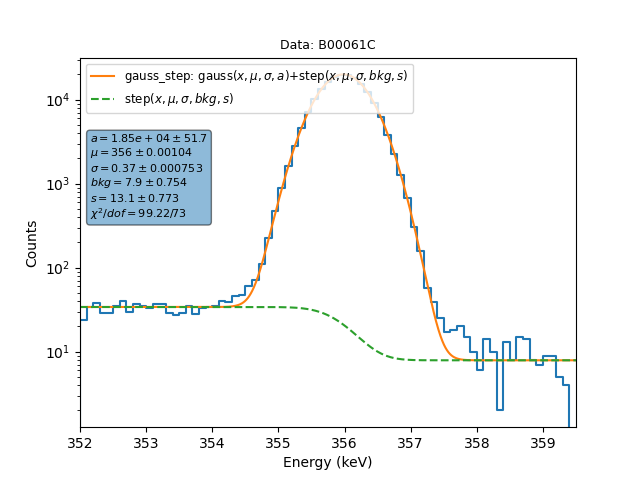 Data: B00061C
gauss_step: gauss(x, μ, σ, a)+step(x, μ, σ, bkg, s)
step(x, μ, σ, bkg, s)
a = 1.85e + 04 ± 51.7
μ = 356 ± 0.00104
σ = 0.37 ± 0.000753
bkg = 7.9 ± 0.754
s = 13.1 ± 0.773
χ²/dof = 99.22/73
10⁴
10³
10²
10¹
Counts
352 353 354 355 356 357 358 359
Energy (keV)